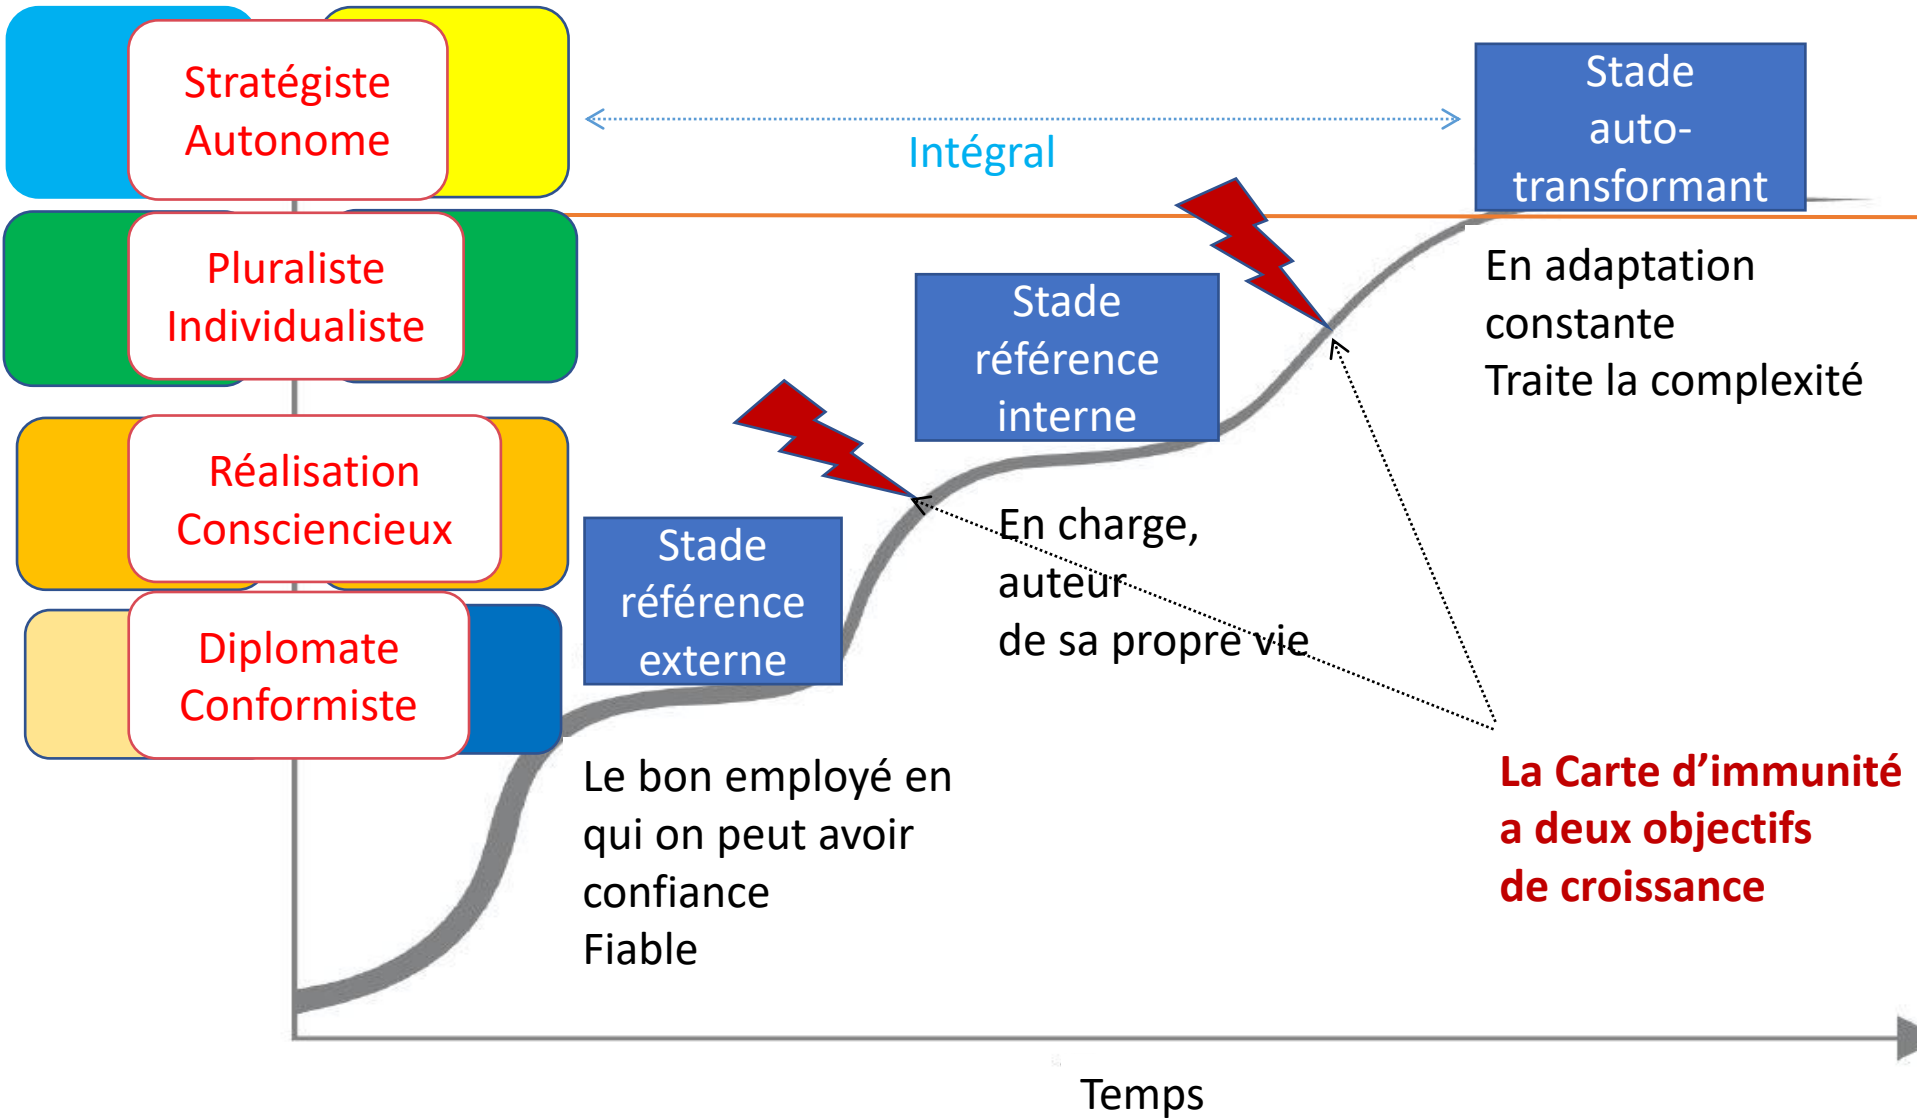 Stratégiste
Autonome
Pluraliste
Individualiste
Réalisation
Consciencieux
Diplomate
Conformiste
Intégral
Stade
auto-
transformant
En adaptation
constante
Traite la complexité
Stade
référence
interne
En charge,
auteur
de sa propre vie
Stade
référence
externe
Le bon employé en
qui on peut avoir
confiance
Fiable
La Carte d’immunité
a deux objectifs
de croissance
Temps